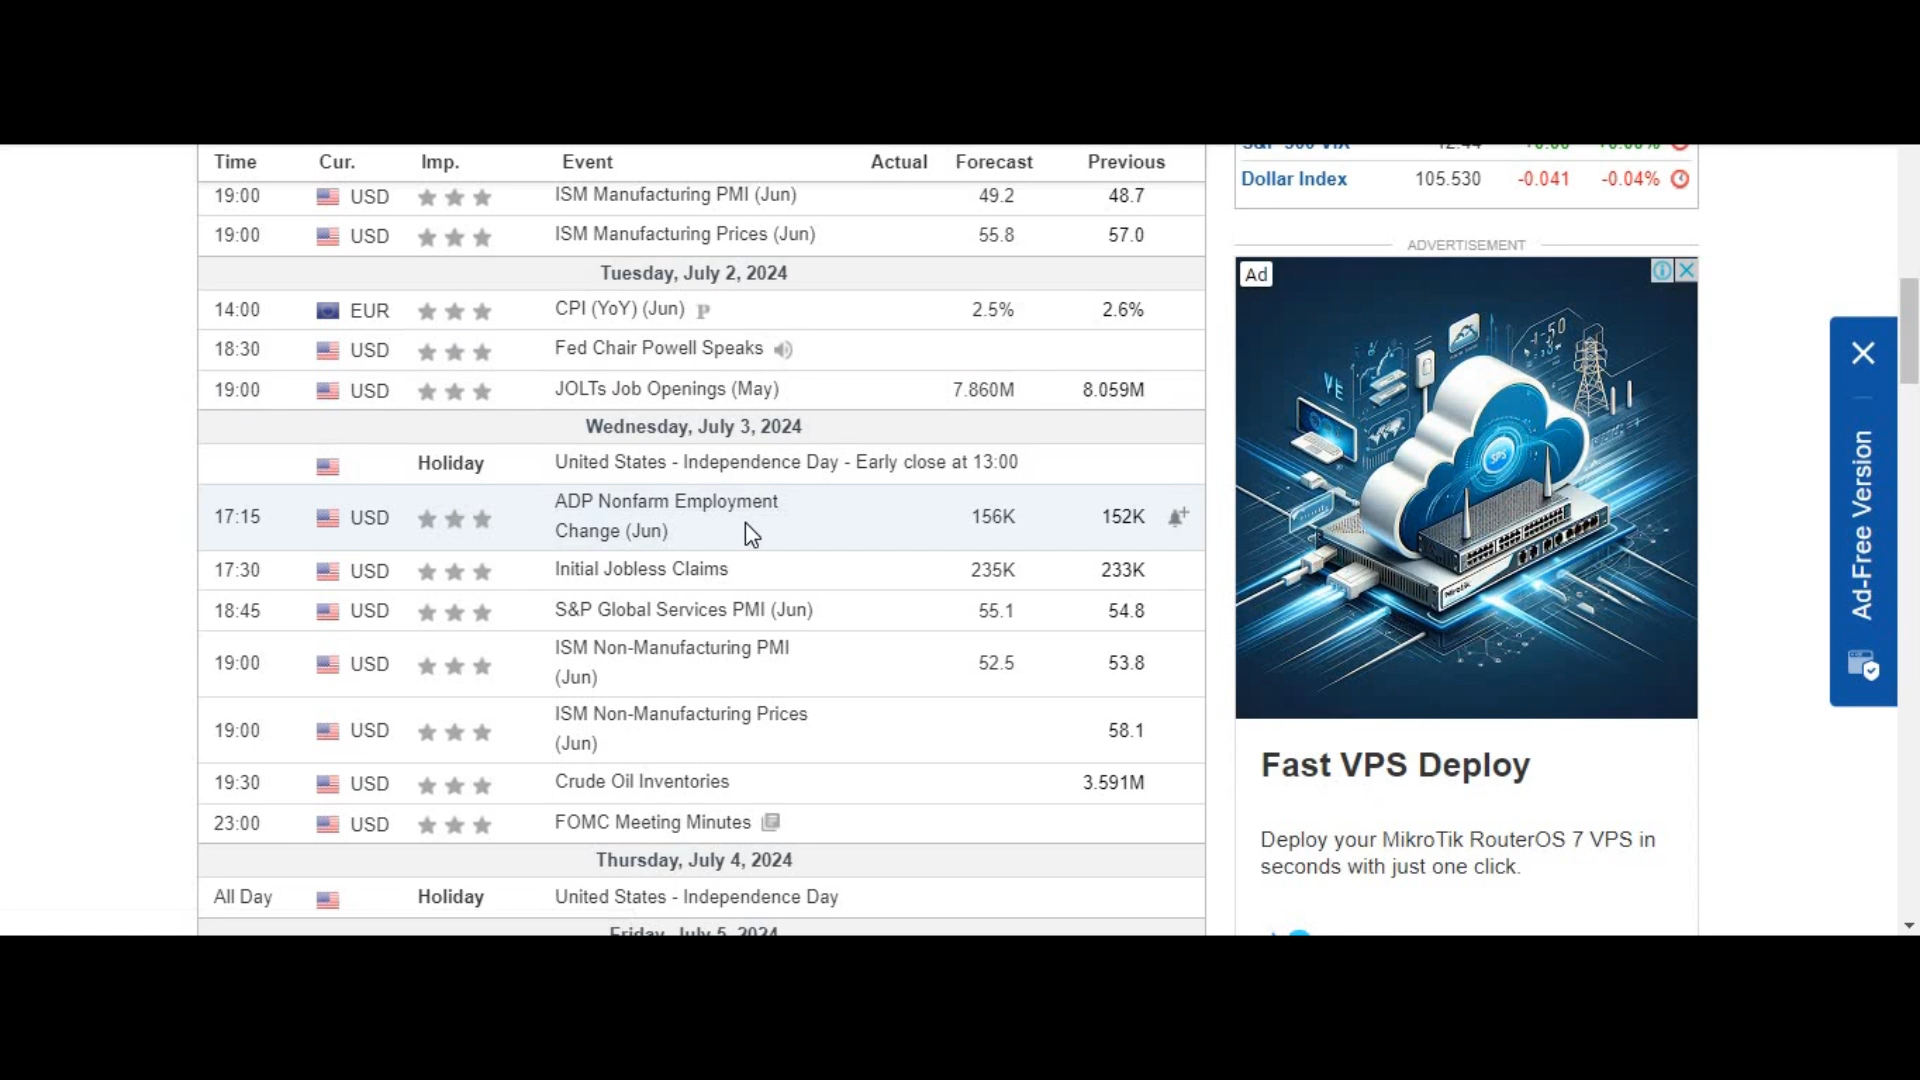 Time Cur. Imp. Event Actual Forecast Previous
19:00 USD ISM Manufacturing PMI (Jun) 49.2 48.7
19:00 USD ISM Manufacturing Prices (Jun) 55.8 57.0
Tuesday, July 2, 2024
14:00 EUR CPI (YoY) (Jun) P 2.5% 2.6%
18:30 USD Fed Chair Powell Speaks
19:00 USD JOLTs Job Openings (May) 7.860M 8.059M
Wednesday, July 3, 2024
Holiday United States - Independence Day - Early close at 13:00
17:15 USD ADP Nonfarm Employment
Change (Jun) 156K 152K
17:30 USD Initial Jobless Claims 235K 233K
18:45 USD S&P Global Services PMI (Jun) 55.1 54.8
19:00 USD ISM Non-Manufacturing PMI
(Jun) 52.5 53.8
19:00 USD ISM Non-Manufacturing Prices
(Jun) 58.1
19:30 USD Crude Oil Inventories 3.591M
23:00 USD FOMC Meeting Minutes
Thursday, July 4, 2024
All Day Holiday United States - Independence Day
Friday, July 5, 2024
S&P 500 VIX 12.44
Dollar Index 105.530 -0.041 -0.04%
ADVERTISEMENT
Ad
Fast VPS Deploy
Deploy your MikroTik RouterOS 7 VPS in
seconds with just one click.
Ad-Free Version